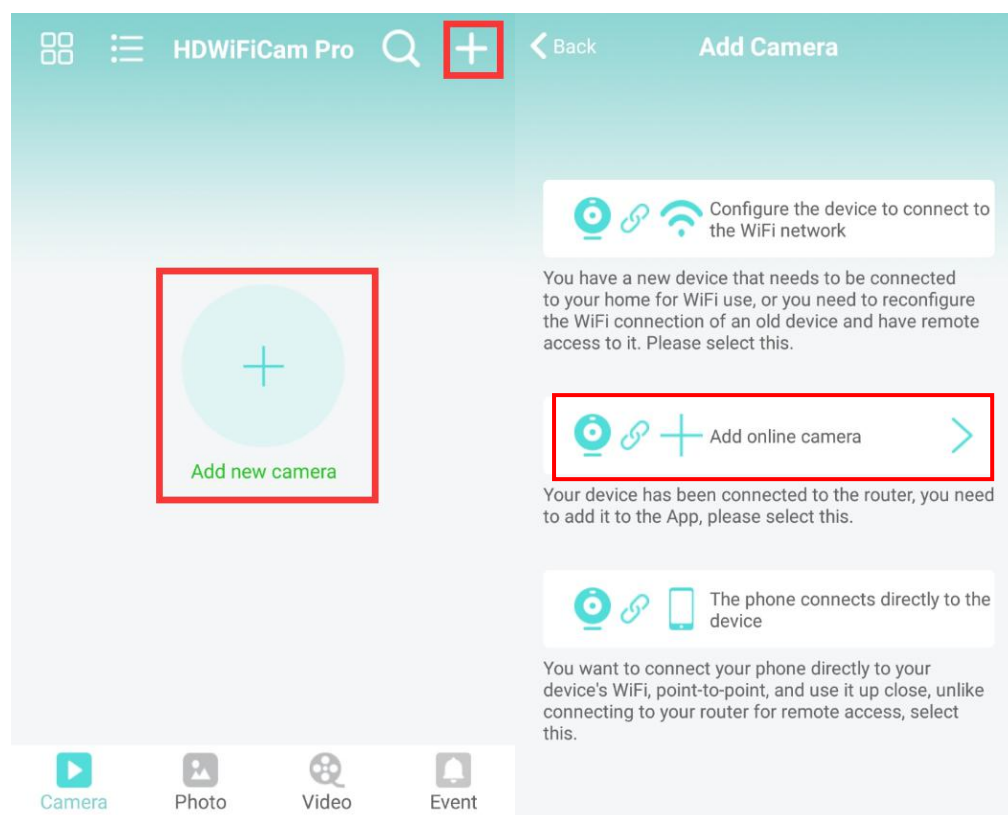 HDWiFiCam Pro
Add new camera
Camera
Photo
Video
Event
Back
Add Camera
Configure the device to connect to
the WiFi network
You have a new device that needs to be connected
to your home for WiFi use, or you need to reconfigure
the WiFi connection of an old device and have remote
access to it. Please select this.
Add online camera
Your device has been connected to the router, you need
to add it to the App, please select this.
The phone connects directly to the
device
You want to connect your phone directly to your
device's WiFi, point-to-point, and use it up close, unlike
connecting to your router for remote access, select
this.